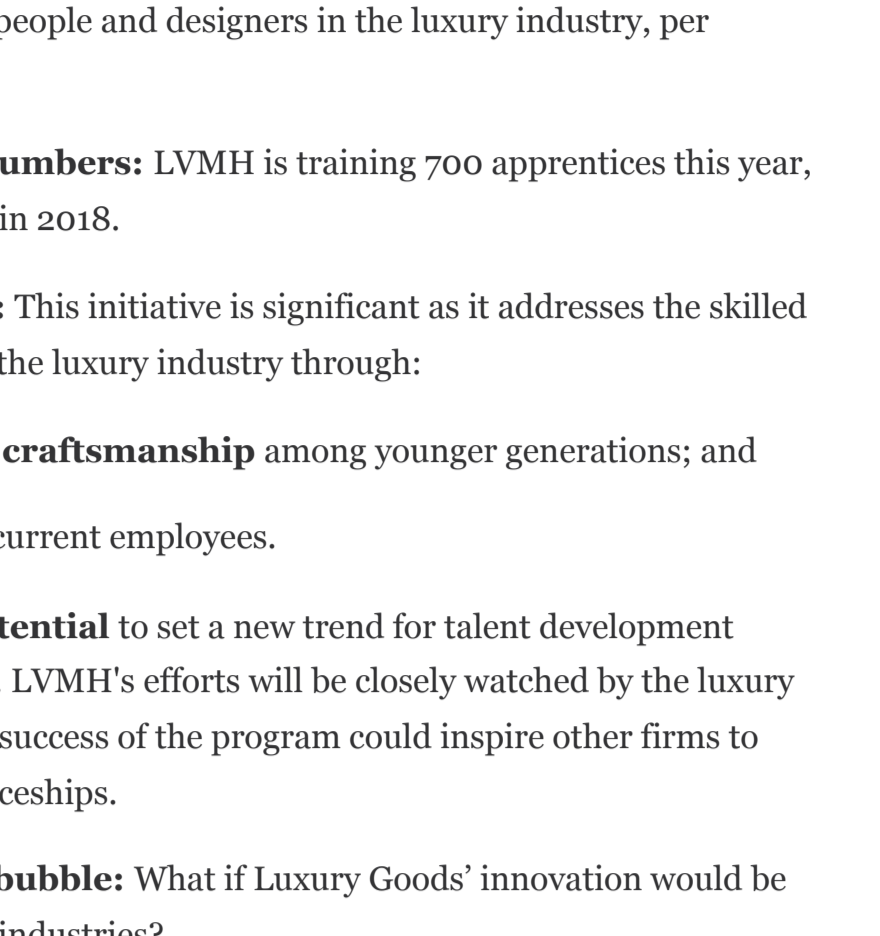 people and designers in the luxury industry, per
umbers: LVMH is training 700 apprentices this year,
in 2018.
: This initiative is significant as it addresses the skilled
the luxury industry through:
craftsmanship among younger generations; and
current employees.
tential to set a new trend for talent development
. LVMH's efforts will be closely watched by the luxury
success of the program could inspire other firms to
ceships.
bubble: What if Luxury Goods’ innovation would be
industries?